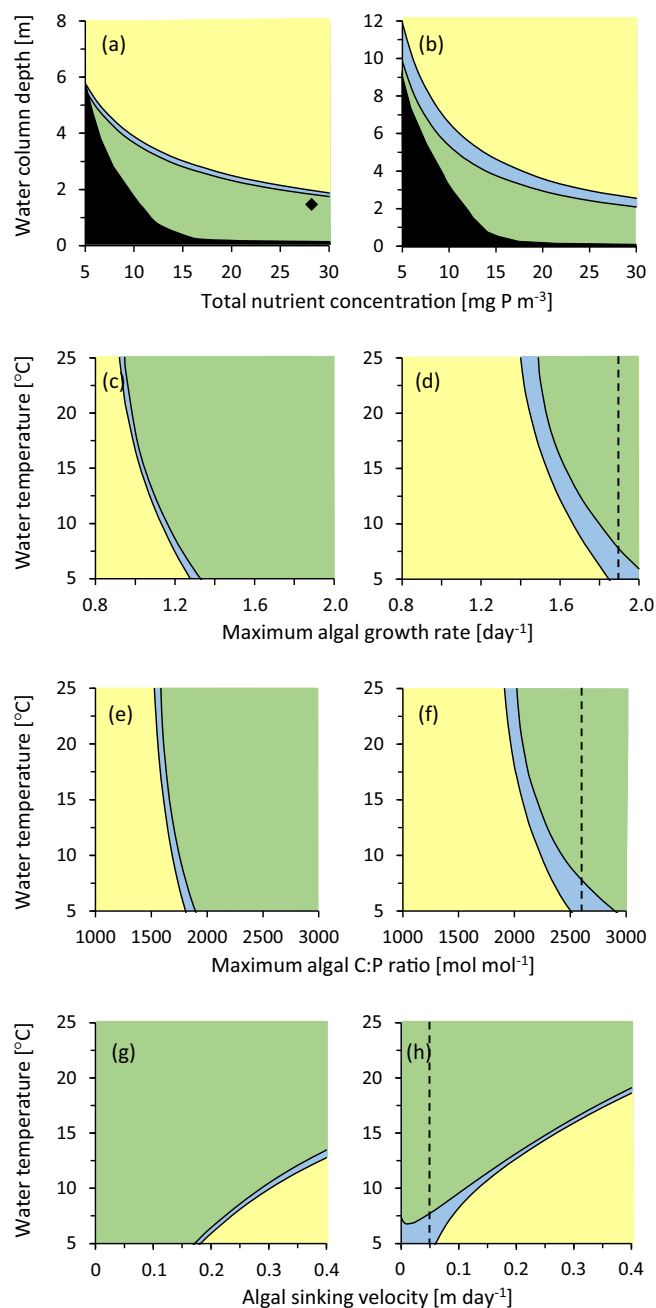 (a)
(b)
Water column depth [m]
8
6
4
2
0
12
10
8
6
4
2
0
5 10 15 20 25 30
5 10 15 20 25 30
Total nutrient concentration [mg P m⁻³]
(c)
(d)
Water temperature [°C]
25
20
15
10
5
25
20
15
10
5
0.8 1.2 1.6 2.0
0.8 1.2 1.6 2.0
Maximum algal growth rate [day⁻¹]
(e)
(f)
Water temperature [°C]
25
20
15
10
5
25
20
15
10
5
1000 1500 2000 2500 3000
1000 2000 3000
Maximum algal C:P ratio [mol mol⁻¹]
(g)
(h)
Water temperature [°C]
25
20
15
10
5
25
20
15
10
5
0 0.1 0.2 0.3 0.4
0 0.1 0.2 0.3 0.4
Algal sinking velocity [m day⁻¹]